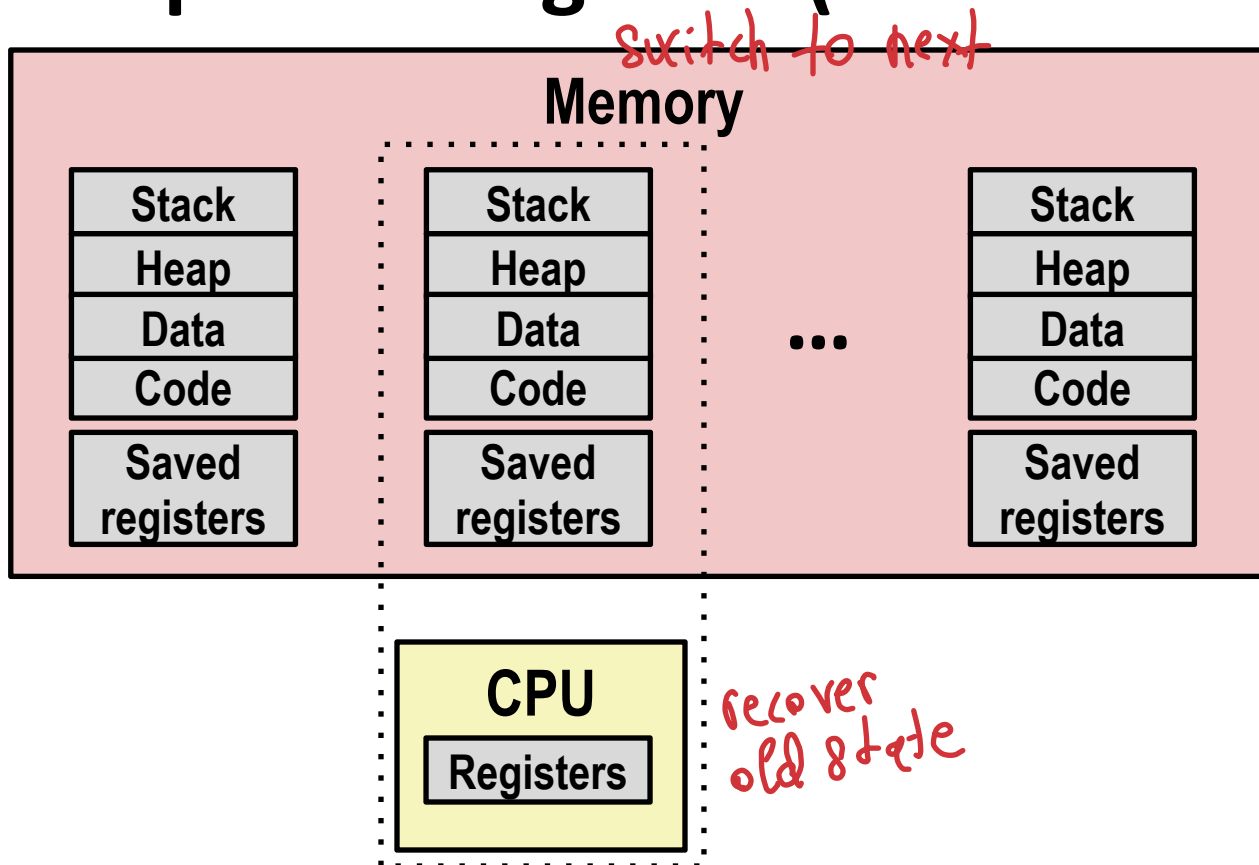 switch to next
Memory
Stack
Heap
Data
Code
Saved
registers
Stack
Heap
Data
Code
Saved
registers
...
Stack
Heap
Data
Code
Saved
registers
CPU
Registers
recover
old state